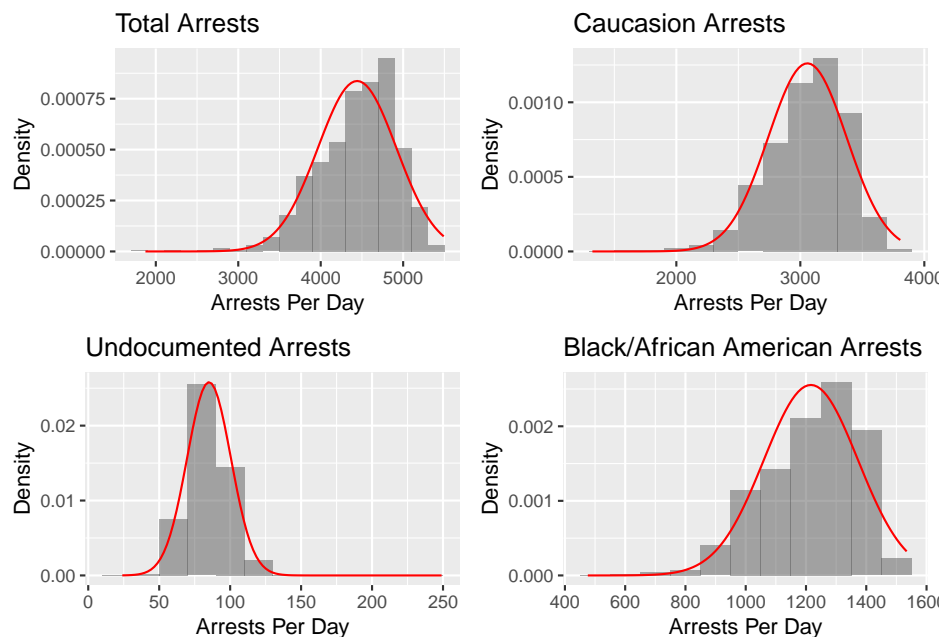 Total Arrests
Caucasion Arrests
0.00075
0.00050
0.00025
0.00000
Density
2000 3000 4000 5000
Arrests Per Day
0.0010
0.0005
0.0000
Density
2000 3000 4000
Arrests Per Day
Undocumented Arrests
Black/African American Arrests
0.02
0.01
0.00
Density
0 50 100 150 200 250
Arrests Per Day
0.002
0.001
0.000
Density
400 600 800 1000 1200 1400 1600
Arrests Per Day